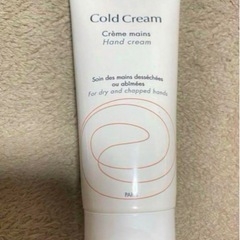 Cold Cream
Crème mains
Hand cream
Soin des mains desséchées
ou abîmées
For dry and chapped hands